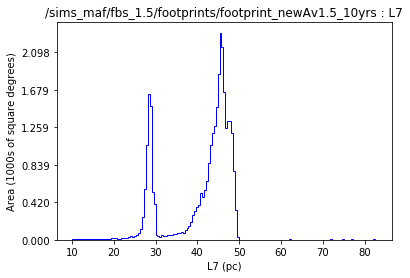 /sims_maf/fbs_1.5/footprints/footprint_newAv1.5_10yrs : L7
Area (1000s of square degrees)
2.098
1.679
1.259
0.839
0.420
0.000
10 20 30 40 50 60 70 80
L7 (pc)